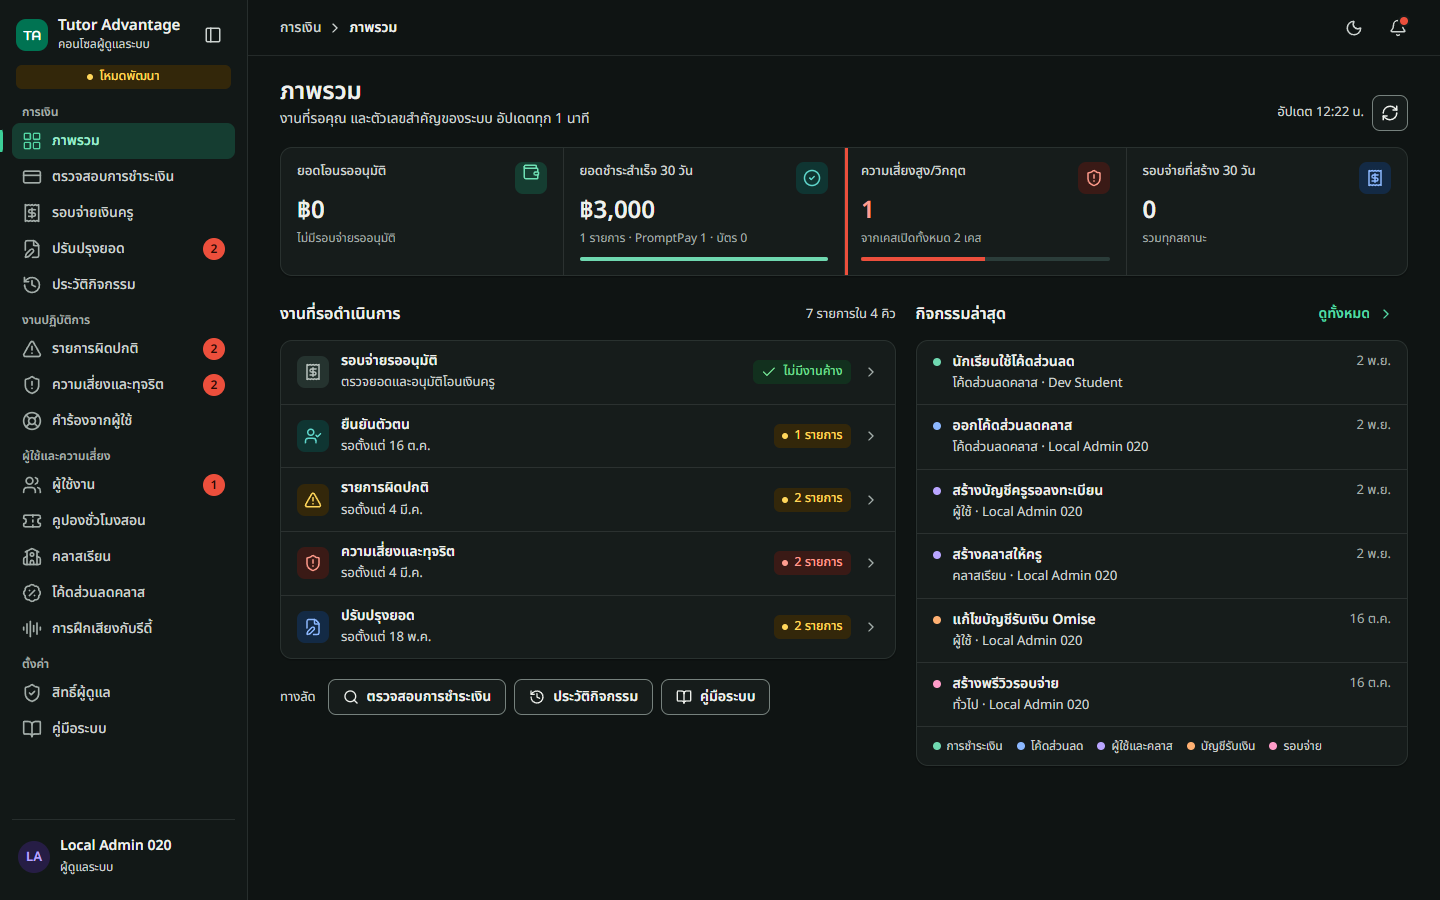 TA
Tutor Advantage
คอนโซลผู้ดูแลระบบ
โหมดพัฒนา
การเงิน
ภาพรวม
ตรวจสอบการชำระเงิน
รอบจ่ายเงินครู
ปรับปรุงยอด 2
ประวัติกิจกรรม
งานปฏิบัติการ
รายการผิดปกติ 2
ความเสี่ยงและทุจริต 2
คำร้องจากผู้ใช้
ผู้ใช้และความเสี่ยง
ผู้ใช้งาน 1
คูปองชั่วโมงสอน
คลาสเรียน
โค้ดส่วนลดคลาส
การฝึกเสียงกับรีดี้
ตั้งค่า
สิทธิ์ผู้ดูแล
คู่มือระบบ
LA
Local Admin 020
ผู้ดูแลระบบ
การเงิน > ภาพรวม
ภาพรวม
งานที่รอคุณ และตัวเลขสำคัญของระบบ อัปเดตทุก 1 นาที
อัปเดต 12:22 น.
ยอดโอนรออนุมัติ
฿0
ไม่มีรอบจ่ายรออนุมัติ
ยอดชำระสำเร็จ 30 วัน
฿3,000
1 รายการ · PromptPay 1 · บัตร 0
ความเสี่ยงสูง/วิกฤต
1
จากเคสเปิดทั้งหมด 2 เคส
รอบจ่ายที่สร้าง 30 วัน
0
รวมทุกสถานะ
งานที่รอดำเนินการ
7 รายการใน 4 คิว
รอบจ่ายรออนุมัติ
ตรวจยอดและอนุมัติโอนเงินครู
ไม่มีงานค้าง
ยืนยันตัวตน
รอตั้งแต่ 16 ต.ค.
1 รายการ
รายการผิดปกติ
รอตั้งแต่ 4 มี.ค.
2 รายการ
ความเสี่ยงและทุจริต
รอตั้งแต่ 4 มี.ค.
2 รายการ
ปรับปรุงยอด
รอตั้งแต่ 18 พ.ค.
2 รายการ
ทางลัด
ตรวจสอบการชำระเงิน
ประวัติกิจกรรม
คู่มือระบบ
กิจกรรมล่าสุด
ดูทั้งหมด
นักเรียนใช้โค้ดส่วนลด
2 พ.ย.
โค้ดส่วนลดคลาส · Dev Student
ออกโค้ดส่วนลดคลาส
2 พ.ย.
โค้ดส่วนลดคลาส · Local Admin 020
สร้างบัญชีครูรอลงทะเบียน
2 พ.ย.
ผู้ใช้ · Local Admin 020
สร้างคลาสให้ครู
2 พ.ย.
คลาสเรียน · Local Admin 020
แก้ไขบัญชีรับเงิน Omise
16 ต.ค.
ผู้ใช้ · Local Admin 020
สร้างพรีวิวรอบจ่าย
16 ต.ค.
ทั่วไป · Local Admin 020
การชำระเงิน
โค้ดส่วนลด
ผู้ใช้และคลาส
บัญชีรับเงิน
รอบจ่าย